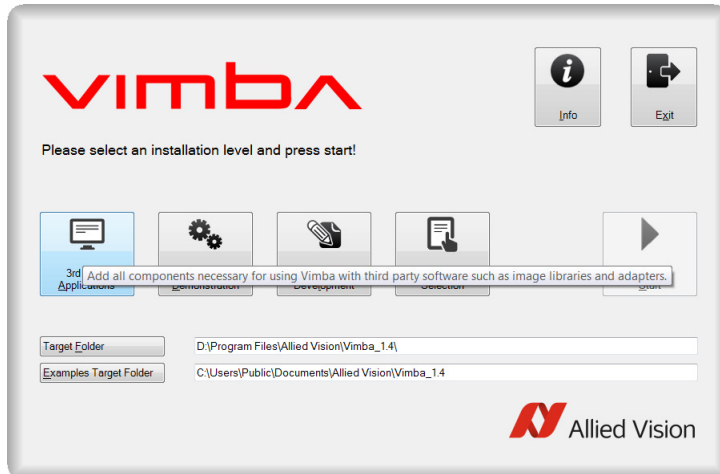 VIMBA
Info
Exit
Please select an installation level and press start!
3rd
Applications
Demonstration
Development
Selection
Start
Add all components necessary for using Vimba with third party software such as image libraries and adapters.
Target Folder
D:\Program Files\Allied Vision\Vimba_1.4\
Examples Target Folder
C:\Users\Public\Documents\Allied Vision\Vimba_1.4
Allied Vision